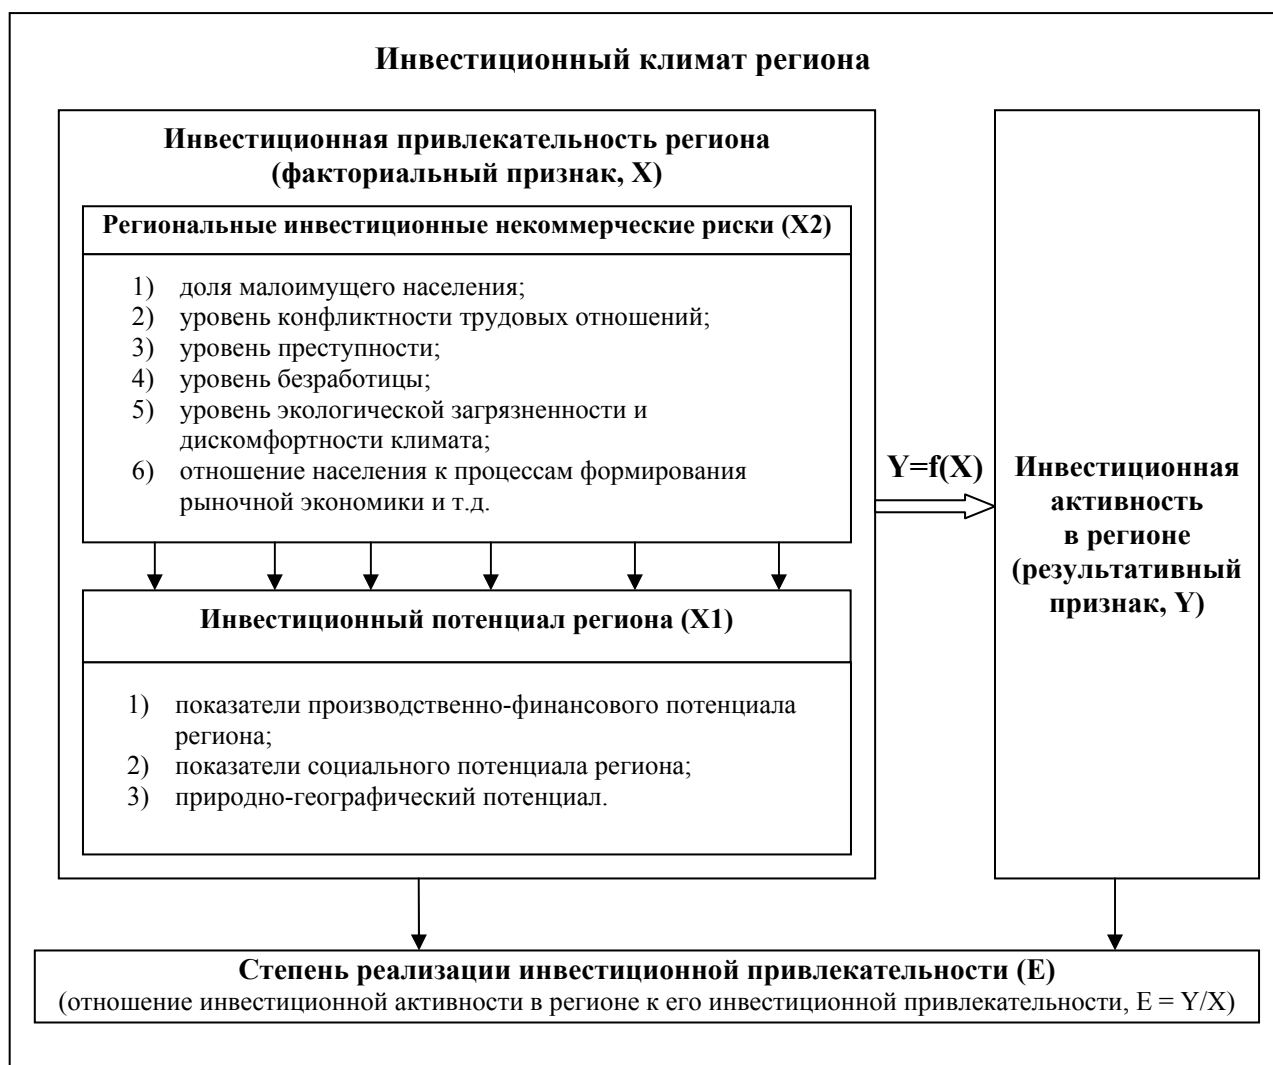 Инвестиционный климат региона
Инвестиционная привлекательность региона
(факториальный признак, X)
Региональные инвестиционные некоммерческие риски (X2)
1) доля малоимущего населения;
2) уровень конфликтности трудовых отношений;
3) уровень преступности;
4) уровень безработицы;
5) уровень экологической загрязненности и
дискомфортности климата;
6) отношение населения к процессам формирования
рыночной экономики и т.д.
Инвестиционный потенциал региона (X1)
1) показатели производственно-финансового потенциала
региона;
2) показатели социального потенциала региона;
3) природно-географический потенциал.
Y=f(X)
Инвестиционная
активность
в регионе
(результативный
признак, Y)
Степень реализации инвестиционной привлекательности (E)
(отношение инвестиционной активности в регионе к его инвестиционной привлекательности, E = Y/X)